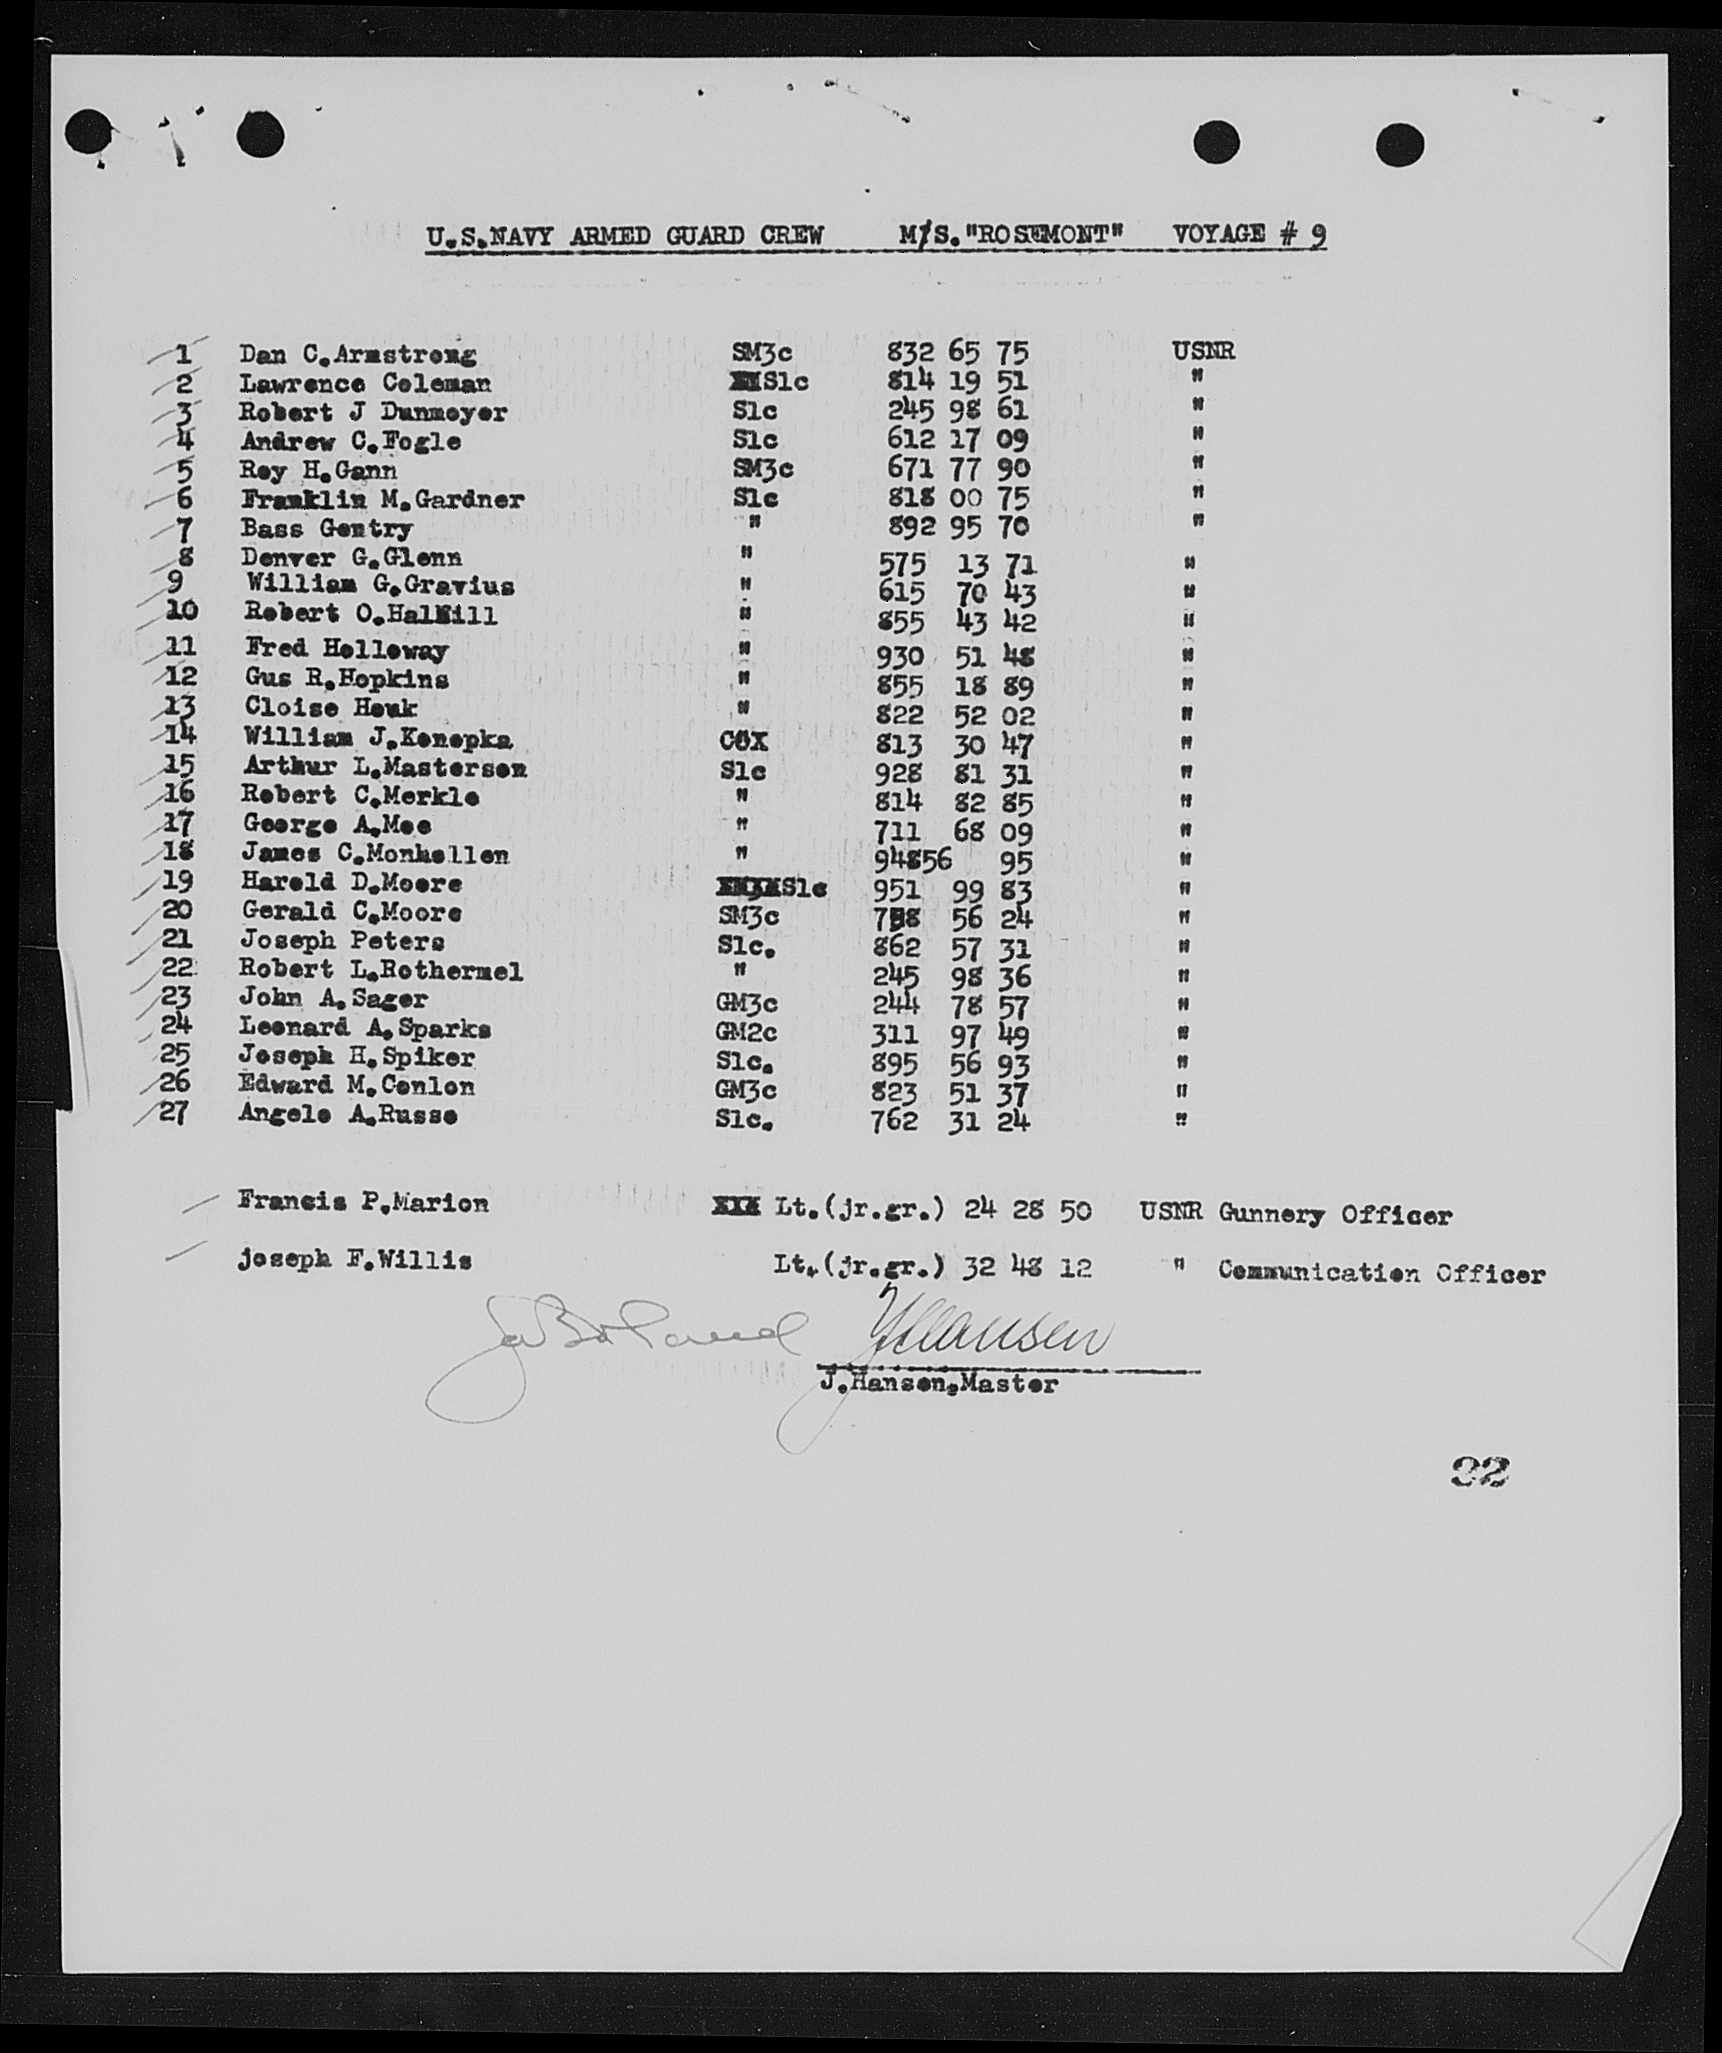 U.S.NAVY ARMED GUARD CREW M/S."ROSEMONT" VOYAGE # 9
1 Dan C.Armstrong SM3c 832 65 75 USNR
2 Lawrence Coleman S1c 814 19 51 "
3 Robert J Dunmoyer S1c 245 98 61 "
4 Andrew C.Fogle S1c 612 17 09 "
5 Roy H.Gann SM3c 671 77 90 "
6 Franklin M.Gardner S1c 818 00 75 "
7 Bass Gentry " 892 95 70 "
8 Denver G.Glenn " 575 13 71 "
9 William G.Gravius " 615 70 43 "
10 Robert O. " 855 43 42 "
11 Fred Holloway " 930 51 48 "
12 Gus R.Hopkins " 855 18 89 "
13 Cloise Houk " 822 52 02 "
14 William J.Konopka COX 813 30 47 "
15 Arthur L.Masterson S1c 928 81 31 "
16 Robert C.Merkle " 814 82 85 "
17 George A.Moe " 711 68 09 "
18 James C.Monhollen " 94856 95 "
19 Harold D.Moore S1c 951 99 83 "
20 Gerald C.Moore SM3c 56 24 "
21 Joseph Peters S1c. 862 57 31 "
22 Robert L.Rothermel " 245 98 36 "
23 John A.Sager GM3c 244 78 57 "
24 Leonard A.Sparks GM2c 311 97 49 "
25 Joseph H.Spiker S1c. 895 56 93 "
26 Edward M.Conlon GM3c 823 51 37 "
27 Angelo A.Russo S1c. 762 31 24 "
Francis P.Marion Lt.(jr.gr.) 24 28 50 USNR Gunnery Officer
joseph F.Willis Lt.(jr.gr.) 32 48 12 " Communication Officer
J.Hansen,Master
22